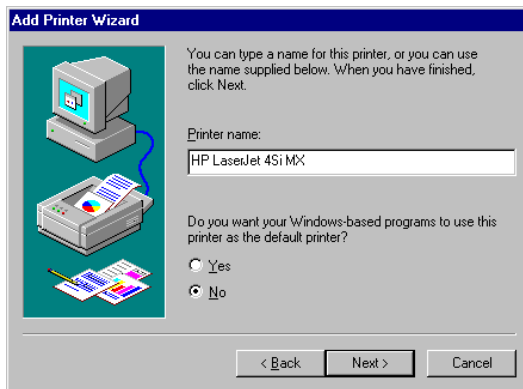 Add Printer Wizard
You can type a name for this printer, or you can use
the name supplied below. When you have finished,
click Next.
Printer name:
HP LaserJet 4Si MX
Do you want your Windows-based programs to use this
printer as the default printer?
Yes
No
< Back
Next >
Cancel